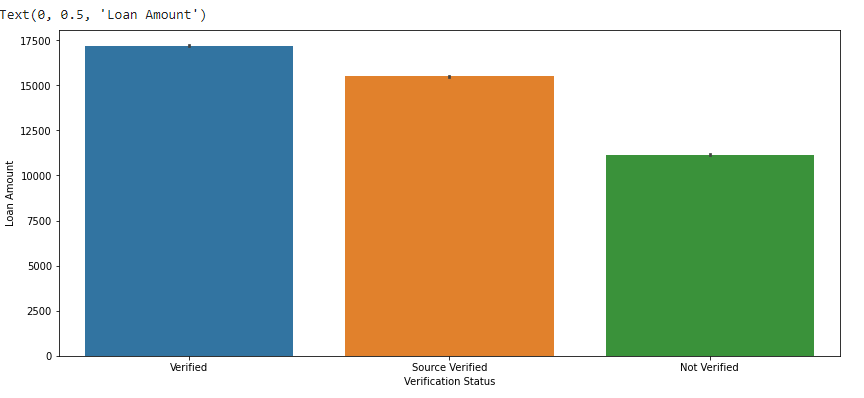 Text(0, 0.5, 'Loan Amount')
17500
15000
12500
10000
7500
5000
2500
0
Loan Amount
Verified
Source Verified
Not Verified
Verification Status